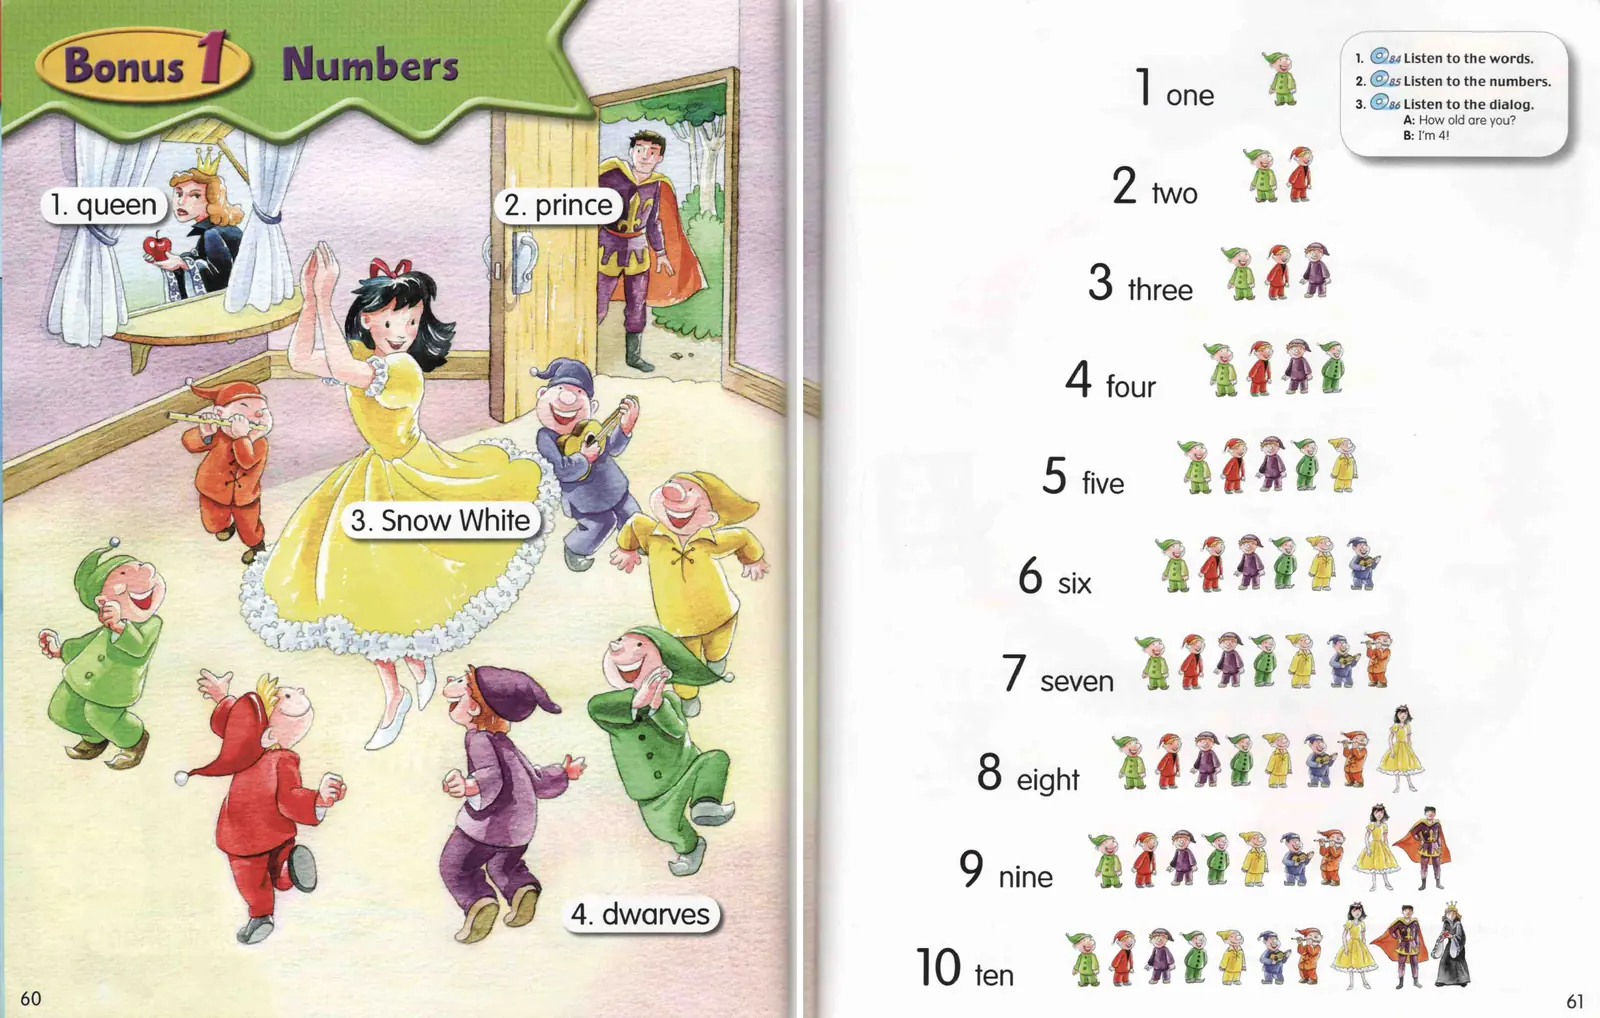 Bonus 1 Numbers
1. queen
2. prince
3. Snow White
4. dwarves
60
1. 84 Listen to the words.
2. 85 Listen to the numbers.
3. 86 Listen to the dialog.
A: How old are you?
B: I'm 4!
1 one
2 two
3 three
4 four
5 five
6 six
7 seven
8 eight
9 nine
10 ten
61